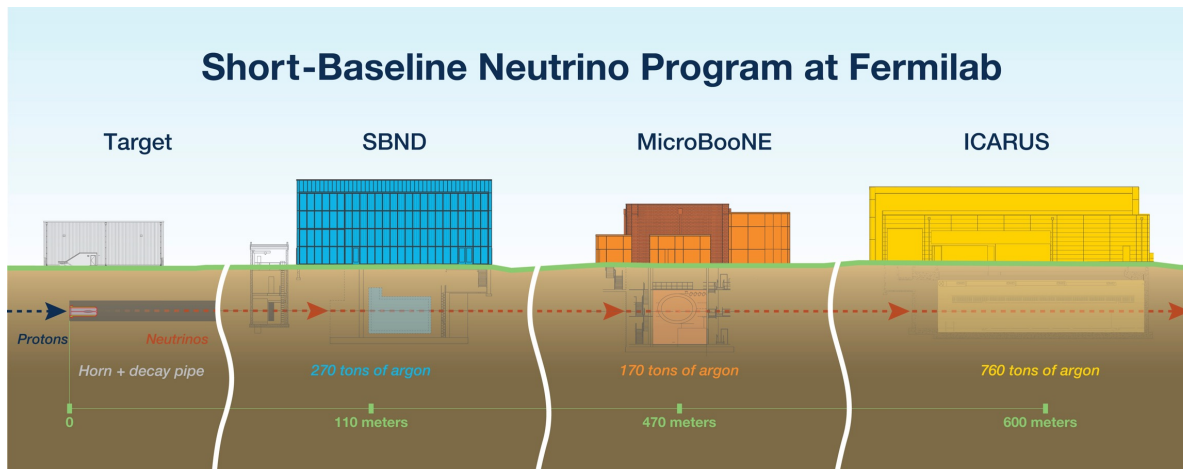 Short-Baseline Neutrino Program at Fermilab
Target
SBND
MicroBooNE
ICARUS
Protons
Neutrinos
Horn + decay pipe
270 tons of argon
170 tons of argon
760 tons of argon
0
110 meters
470 meters
600 meters